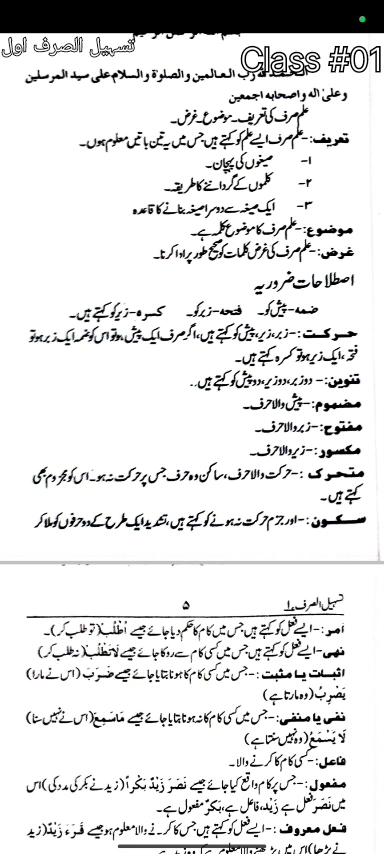 تسہیل الصرف اول
Class #01
الحمدللہ رب العالمین والصلوۃ والسلام علی سید المرسلین
وعلیٰ الہ واصحابہ اجمعین
علم صرف کی تعریف۔ موضوع۔ غرض۔
تعریف:- علم صرف ایسے علم کو کہتے ہیں جس میں یہ تین باتیں معلوم ہوں۔
۱- صیغوں کی پہچان۔
۲- کلموں کے گرداننے کا طریقہ۔
۳- ایک صیغہ سے دوسرا صیغہ بنانے کا قاعدہ
موضوع:- علم صرف کا موضوع کلمہ ہے۔
غرض:- علم صرف کی غرض کلمات کو صحیح طور پر ادا کرنا۔
اصطلاحات ضروریہ
ضمہ- پیش کو۔ فتحہ- زبر کو۔ کسرہ- زیر کو کہتے ہیں۔
حرکت:- زبر، زیر، پیش کو کہتے ہیں، اگر صرف ایک پیش ہو تو اس کو ضمہ ایک زبر ہو تو
فتحہ، ایک زیر ہو تو کسرہ کہتے ہیں۔
تنوین:- دو زبر، دو زیر، دو پیش کو کہتے ہیں۔
مضموم:- پیش والا حرف۔
مفتوح:- زبر والا حرف۔
مکسور:- زیر والا حرف۔
متحرک:- حرکت والا حرف، ساکن وہ حرف جس پر حرکت نہ ہو۔ اس کو مجزوم بھی
کہتے ہیں۔
سکون:- اور جزم حرکت نہ ہونے کو کہتے ہیں، تشدید ایک طرح کے دو حرفوں کو ملا کر
تسہیل الصرف ۱ ۵
امر:- ایسے فعل کو کہتے ہیں جس میں کام کا حکم دیا جائے جیسے اُطْلُبْ (تو طلب کر)۔
نہی:- ایسے فعل کو کہتے ہیں جس میں کسی کام سے روکا جائے جیسے لَاتَطْلُبْ (نہ طلب کر)
اثبات یا مثبت:- جس میں کسی کام کا ہونا بتایا جائے جیسے ضَرَبَ (اس نے مارا)
یَضْرِبُ (وہ مارتا ہے)
نفی یا منفی:- جس میں کسی کام کا نہ ہونا بتایا جائے جیسے مَاسَمِعَ (اس نے نہیں سنا)
لَا یَسْمَعُ (وہ نہیں سنتا ہے)
فاعل:- کسی کام کا کرنے والا۔
مفعول:- جس پر کام واقع کیا جائے جیسے نَصَرَ زَیْدٌ بَکْراً (زید نے بکر کی مدد کی) اس
میں نَصَرَ فعل ہے زَیْدٌ، فاعل ہے، بکرٌ مفعول ہے۔
فعل معروف:- ایسے فعل کو کہتے ہیں جس کا کرنے والا معلوم ہو جیسے قَرَءَ زَیْدٌ (زید
نے پڑھا) اس میں